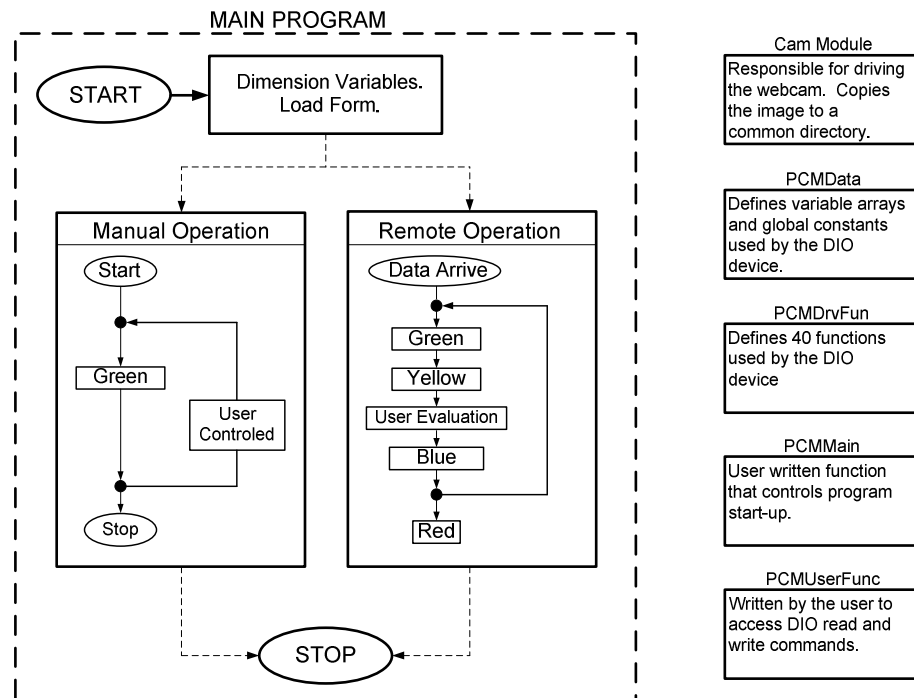 MAIN PROGRAM
START
Dimension Variables.
Load Form.
Manual Operation
Start
Green
User
Controled
Stop
Remote Operation
Data Arrive
Green
Yellow
User Evaluation
Blue
Red
STOP
Cam Module
Responsible for driving
the webcam. Copies
the image to a
common directory.
PCMData
Defines variable arrays
and global constants
used by the DIO
device.
PCMDrvFun
Defines 40 functions
used by the DIO
device
PCMMain
User written function
that controls program
start-up.
PCMUserFunc
Written by the user to
access DIO read and
write commands.